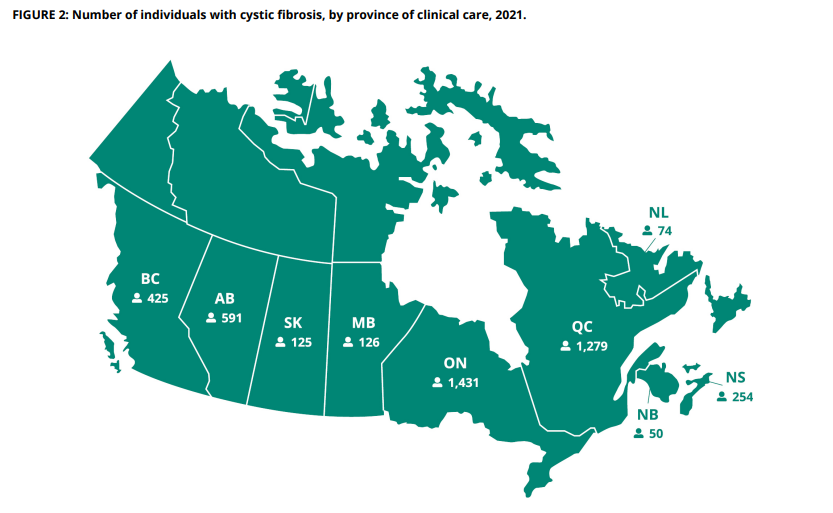 FIGURE 2: Number of individuals with cystic fibrosis, by province of clinical care, 2021.
NL
74
BC
425
AB
591
SK
125
MB
126
ON
1,431
QC
1,279
NS
254
NB
50